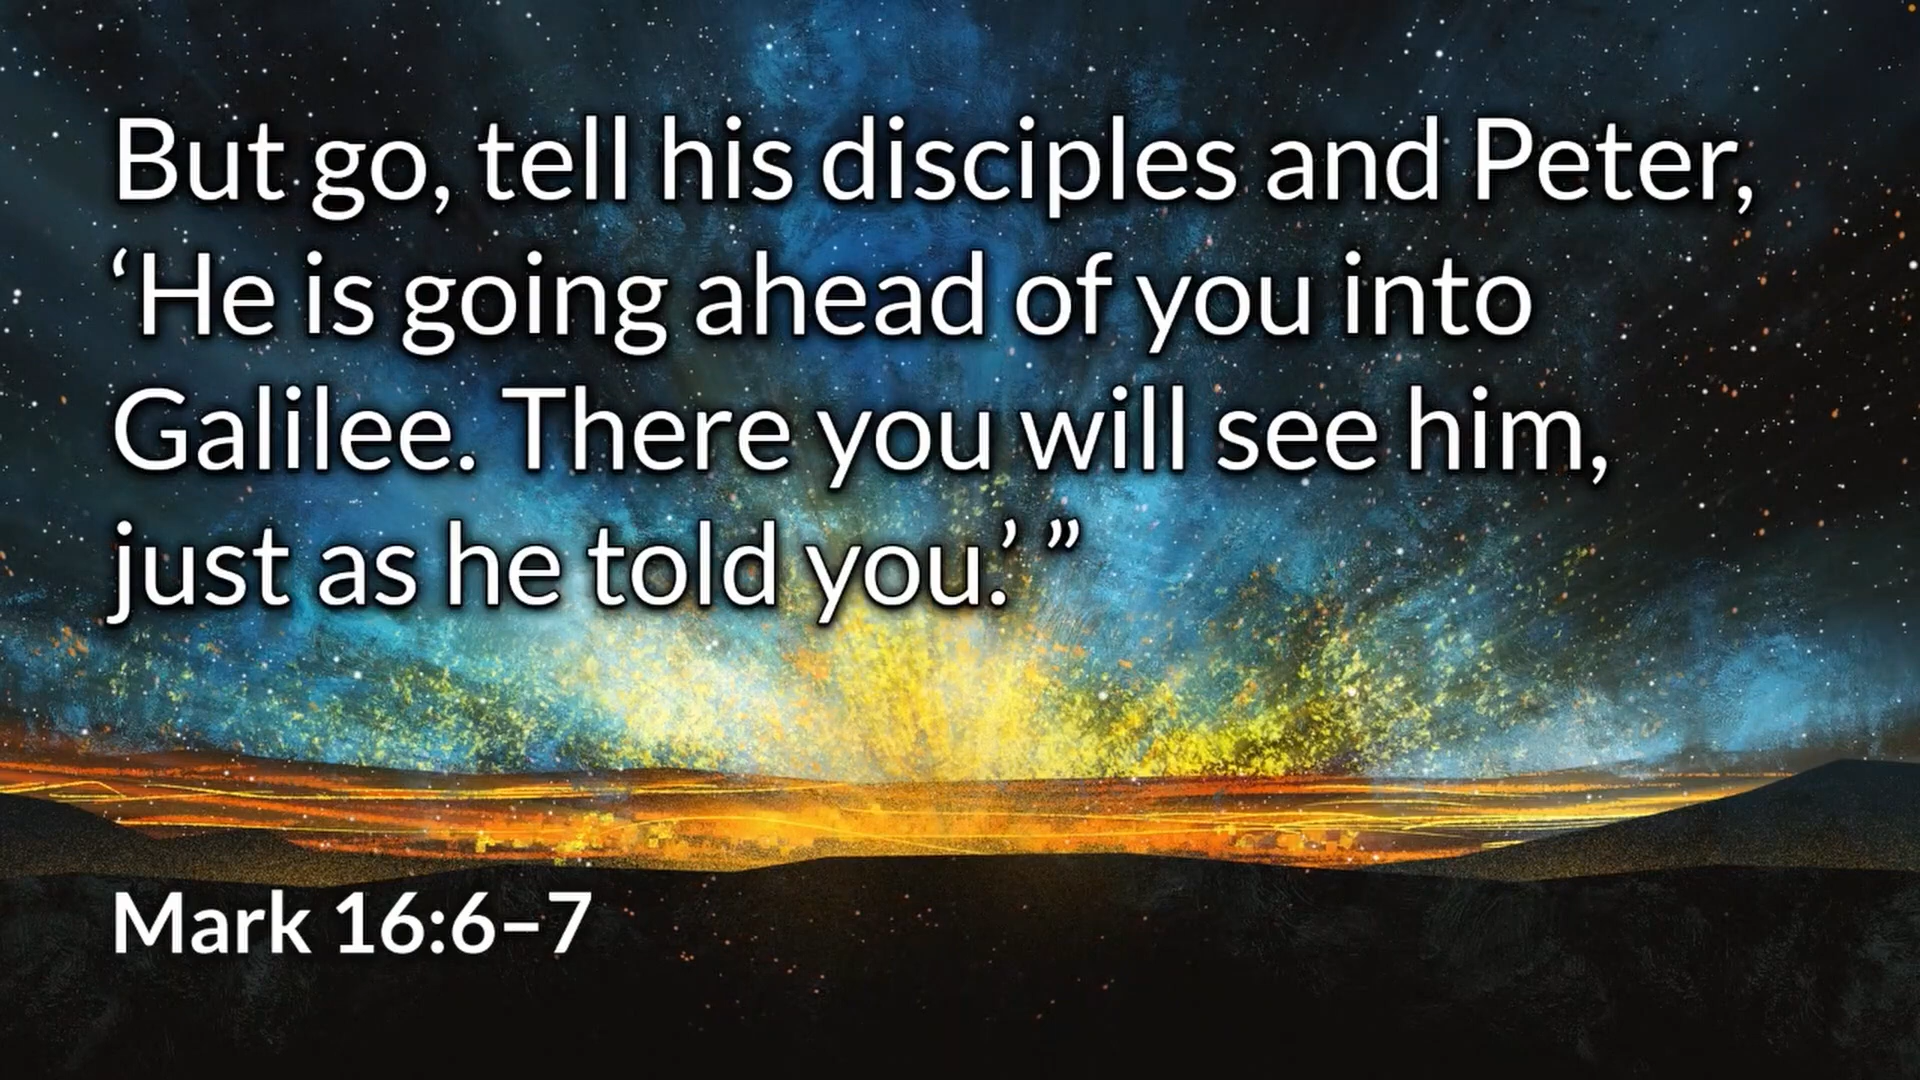 But go, tell his disciples and Peter,
‘He is going ahead of you into
Galilee. There you will see him,
just as he told you.’ ”
Mark 16:6–7